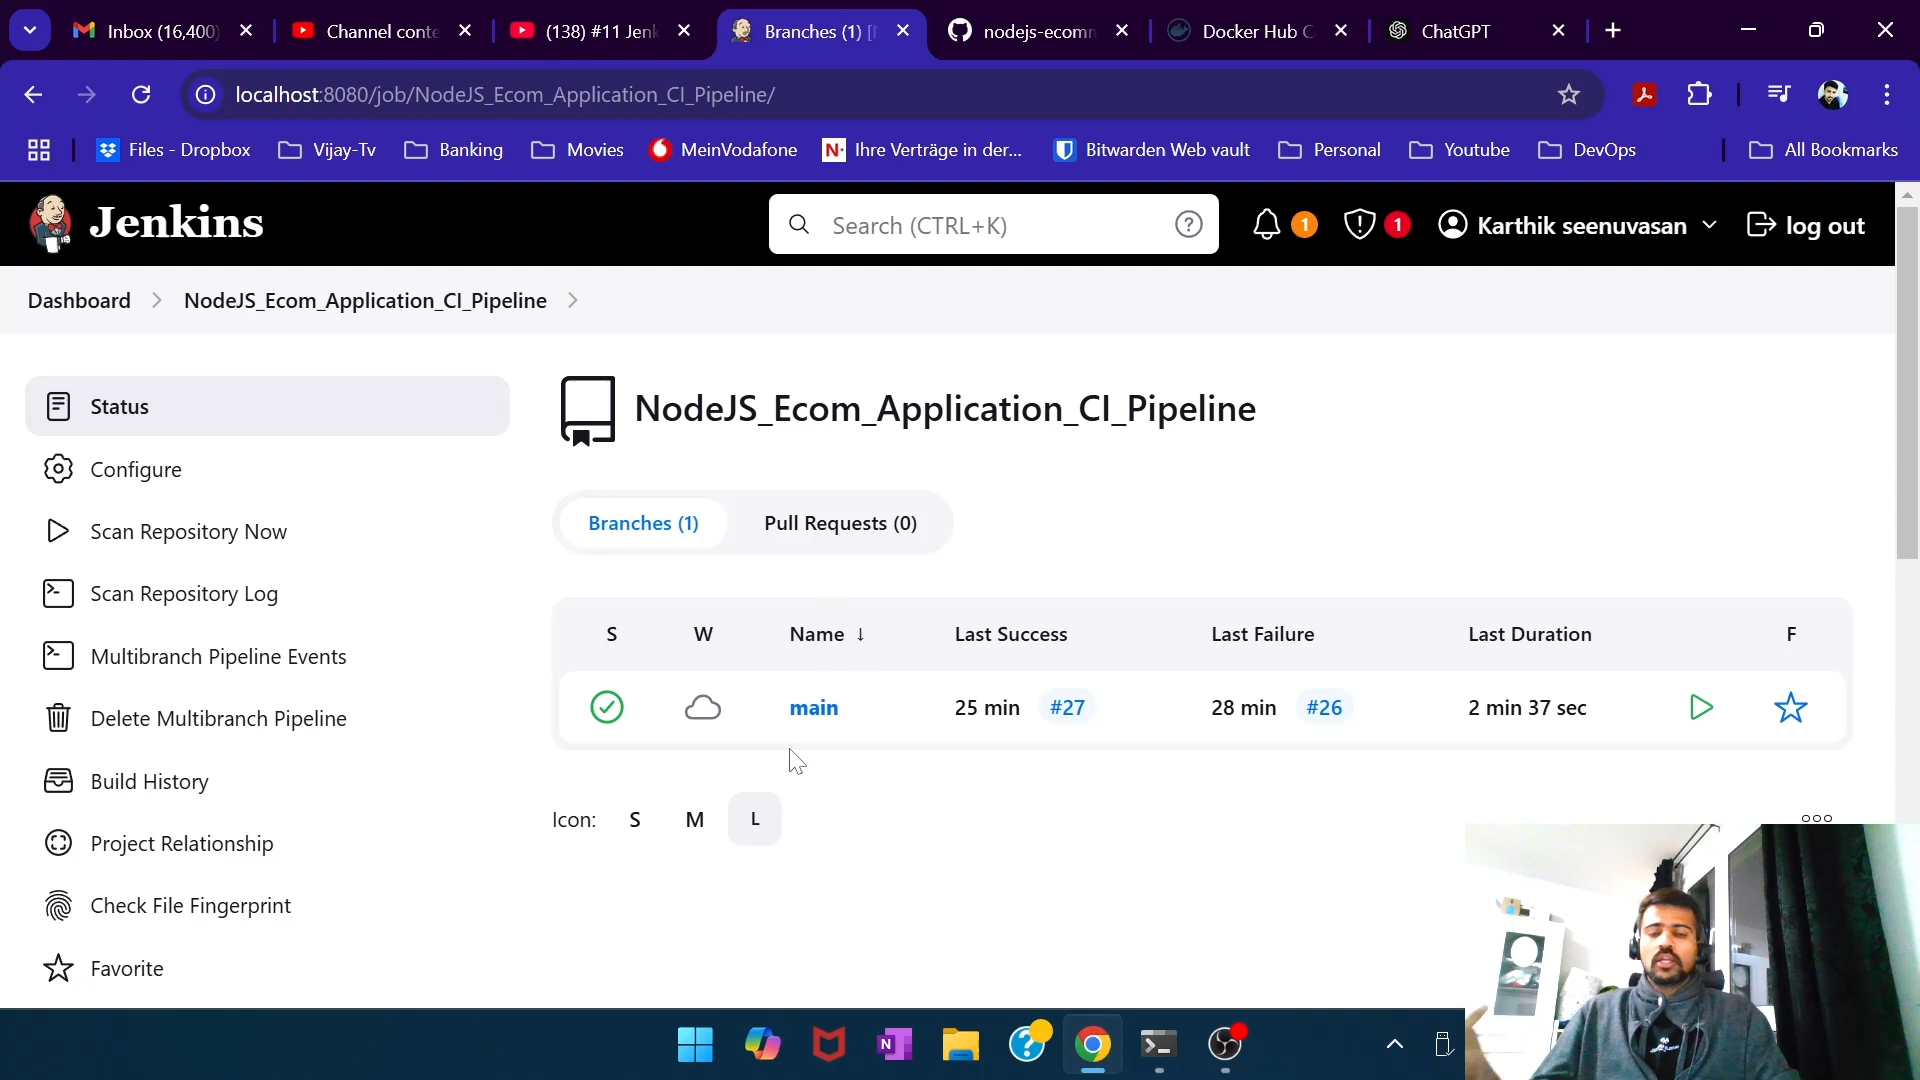 Inbox (16,400)
Channel conte
(138) #11 Jenk
Branches (1) [N
nodejs-ecomm
Docker Hub C
ChatGPT
localhost:8080/job/NodeJS_Ecom_Application_CI_Pipeline/
Files - Dropbox
Vijay-Tv
Banking
Movies
MeinVodafone
N·
Ihre Verträge in der...
Bitwarden Web vault
Personal
Youtube
DevOps
All Bookmarks
Jenkins
Search (CTRL+K)
1
1
Karthik seenuvasan
log out
Dashboard
NodeJS_Ecom_Application_CI_Pipeline
Status
Configure
Scan Repository Now
Scan Repository Log
Multibranch Pipeline Events
Delete Multibranch Pipeline
Build History
Project Relationship
Check File Fingerprint
Favorite
NodeJS_Ecom_Application_CI_Pipeline
Branches (1)
Pull Requests (0)
S W Name ↓ Last Success Last Failure Last Duration F
main 25 min #27 28 min #26 2 min 37 sec
Icon: S M L